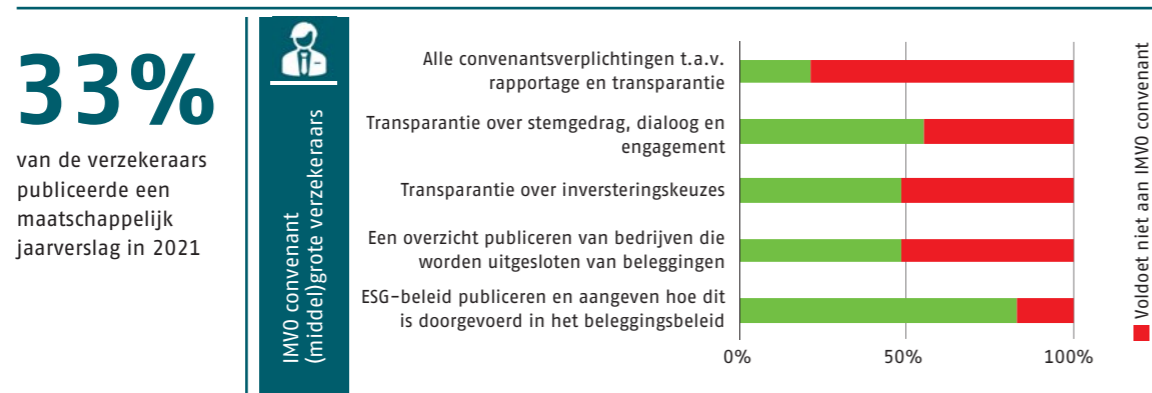 33%
van de verzekeraars
publiceerde een
maatschappelijk
jaarverslag in 2021
IMVO convenant
(middel)grote verzekeraars
Alle convenantsverplichtingen t.a.v.
rapportage en transparantie
Transparantie over stemgedrag, dialoog en
engagement
Transparantie over inversteringskeuzes
Een overzicht publiceren van bedrijven die
worden uitgesloten van beleggingen
ESG-beleid publiceren en aangeven hoe dit
is doorgevoerd in het beleggingsbeleid
0%
50%
100%
Voldoet niet aan IMVO convenant